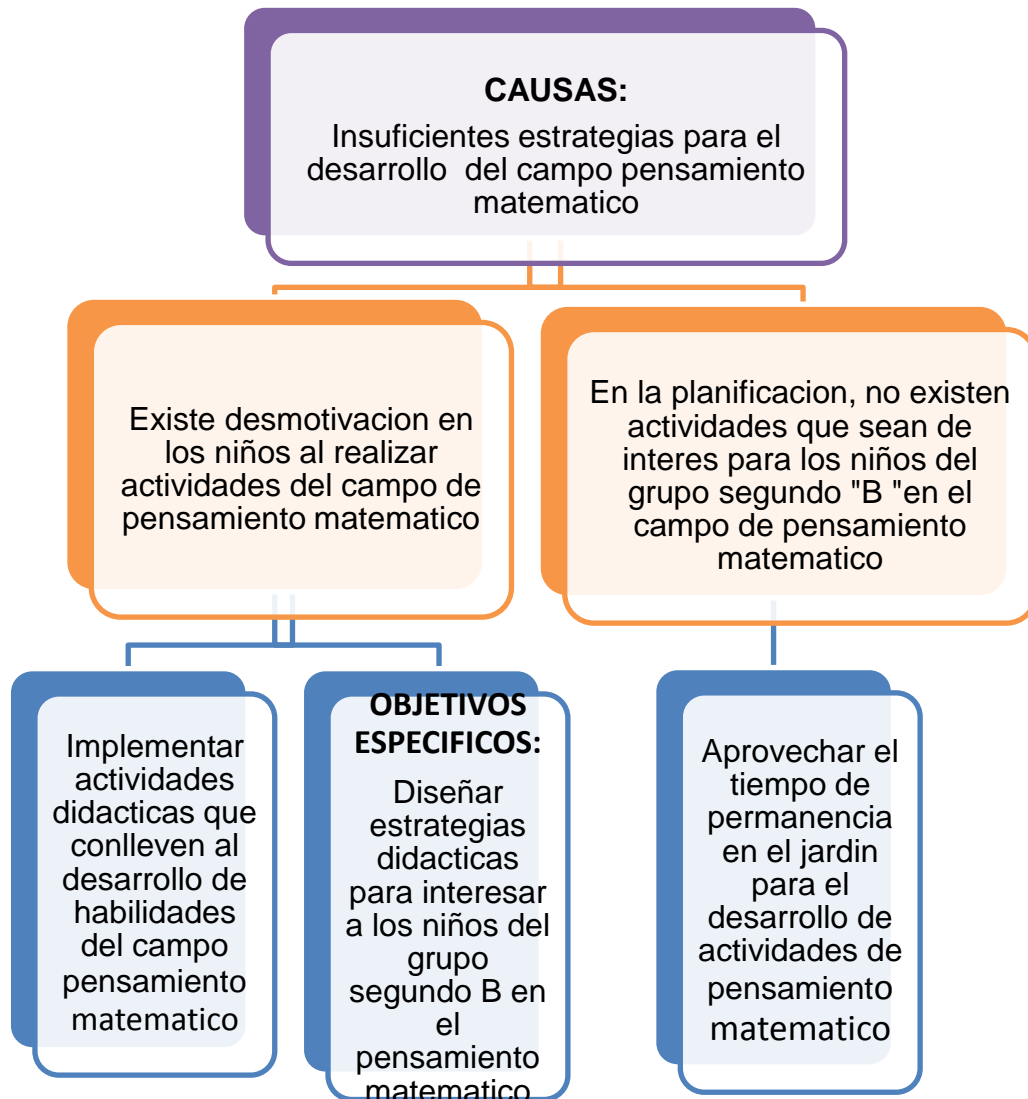 CAUSAS:
Insuficientes estrategias para el
desarrollo del campo pensamiento
matematico
Existe desmotivacion en
los niños al realizar
actividades del campo de
pensamiento matematico
En la planificacion, no existen
actividades que sean de
interes para los niños del
grupo segundo "B "en el
campo de pensamiento
matematico
Implementar
actividades
didacticas que
conlleven al
desarrollo de
habilidades
del campo
pensamiento
matematico
OBJETIVOS
ESPECIFICOS:
Diseñar
estrategias
didacticas
para interesar
a los niños del
grupo
segundo B en
el
pensamiento
matematico
Aprovechar el
tiempo de
permanencia
en el jardin
para el
desarrollo de
actividades de
pensamiento
matematico